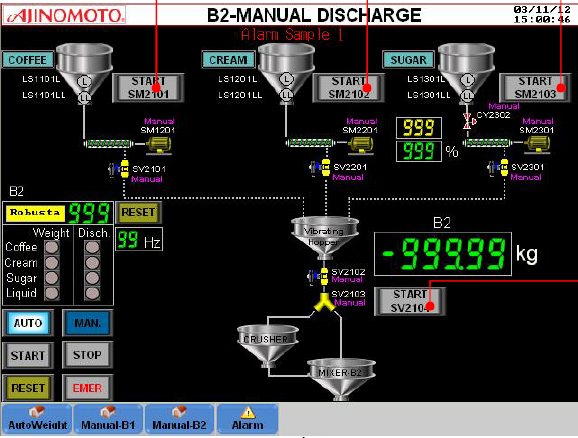 AJINOMOTO B2-MANUAL DISCHARGE 03/11/12
15:00:46
Alarm Sample 1
COFFEE CREAM SUGAR
LS1101L START LS1201L START LS1301L START
LS1101LL SM2101 LS1201LL SM2102 LS1301LL SM2103
Manual
CY2302
Manual Manual 999 Manual
SM1201 SM2201 999 % SM2301
SV2101 SV2201 SV2301
Manual Manual Manual
B2
Robusta 999 RESET
Weight Disch. 99 Hz
Coffee
Cream
Sugar
Liquid
Vibrating
Hopper
B2
-999.99 kg
SV2102
Manual
SV2103
Manual
START
SV2104
AUTO MAN.
START STOP
RESET EMER
CRUSHER
MIXER-B2
AutoWeight Manual-B1 Manual-B2 Alarm